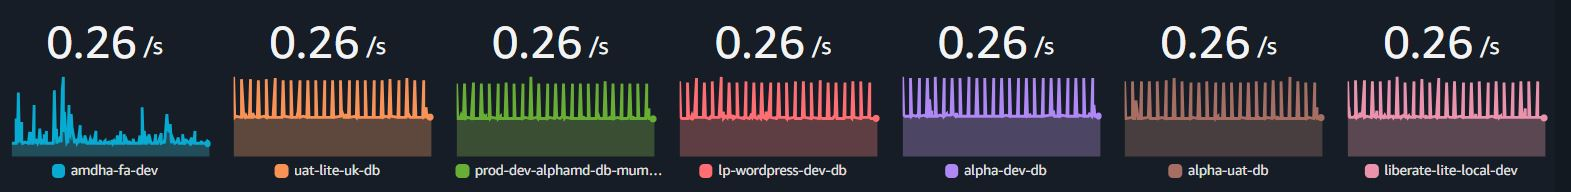 0.26 /s
0.26 /s
0.26 /s
0.26 /s
0.26 /s
0.26 /s
0.26 /s
amdha-fa-dev
uat-lite-uk-db
prod-dev-alphamd-db-mum...
lp-wordpress-dev-db
alpha-dev-db
alpha-uat-db
liberate-lite-local-dev